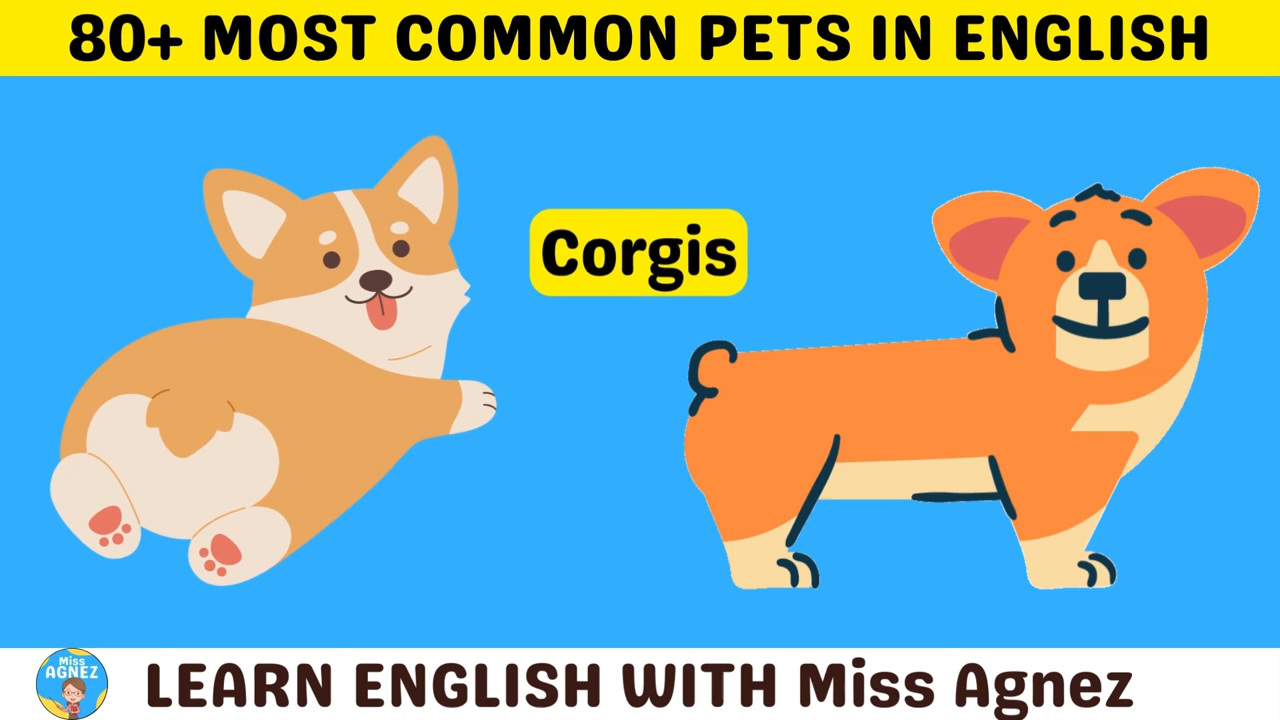 80+ MOST COMMON PETS IN ENGLISH
Corgis
Miss
AGNEZ
LEARN ENGLISH WITH Miss Agnez